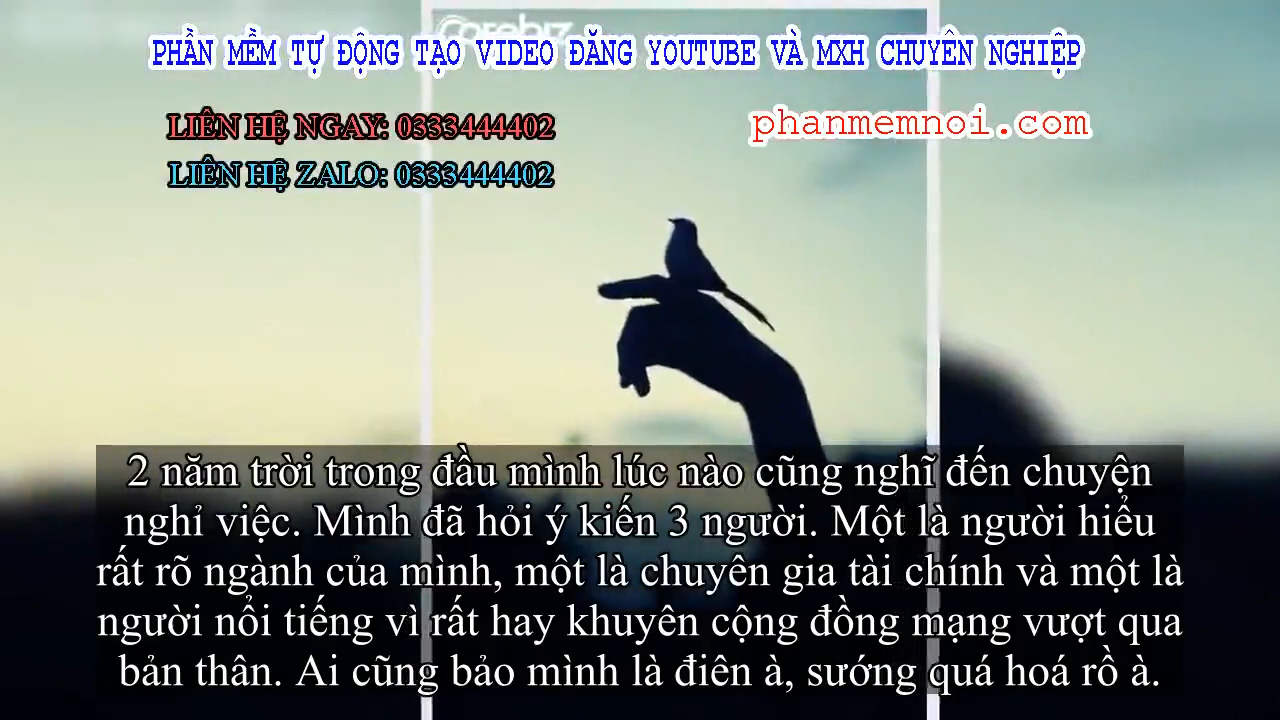 corebiz
PHẦN MỀM TỰ ĐỘNG TẠO VIDEO ĐĂNG YOUTUBE VÀ MXH CHUYÊN NGHIỆP
LIÊN HỆ NGAY: 0333444402
phanmemnoi.com
LIÊN HỆ ZALO: 0333444402
2 năm trời trong đầu mình lúc nào cũng nghĩ đến chuyện
nghỉ việc. Mình đã hỏi ý kiến 3 người. Một là người hiểu
rất rõ ngành của mình, một là chuyên gia tài chính và một là
người nổi tiếng vì rất hay khuyên cộng đồng mạng vượt qua
bản thân. Ai cũng bảo mình là điên à, sướng quá hoá rồ à.